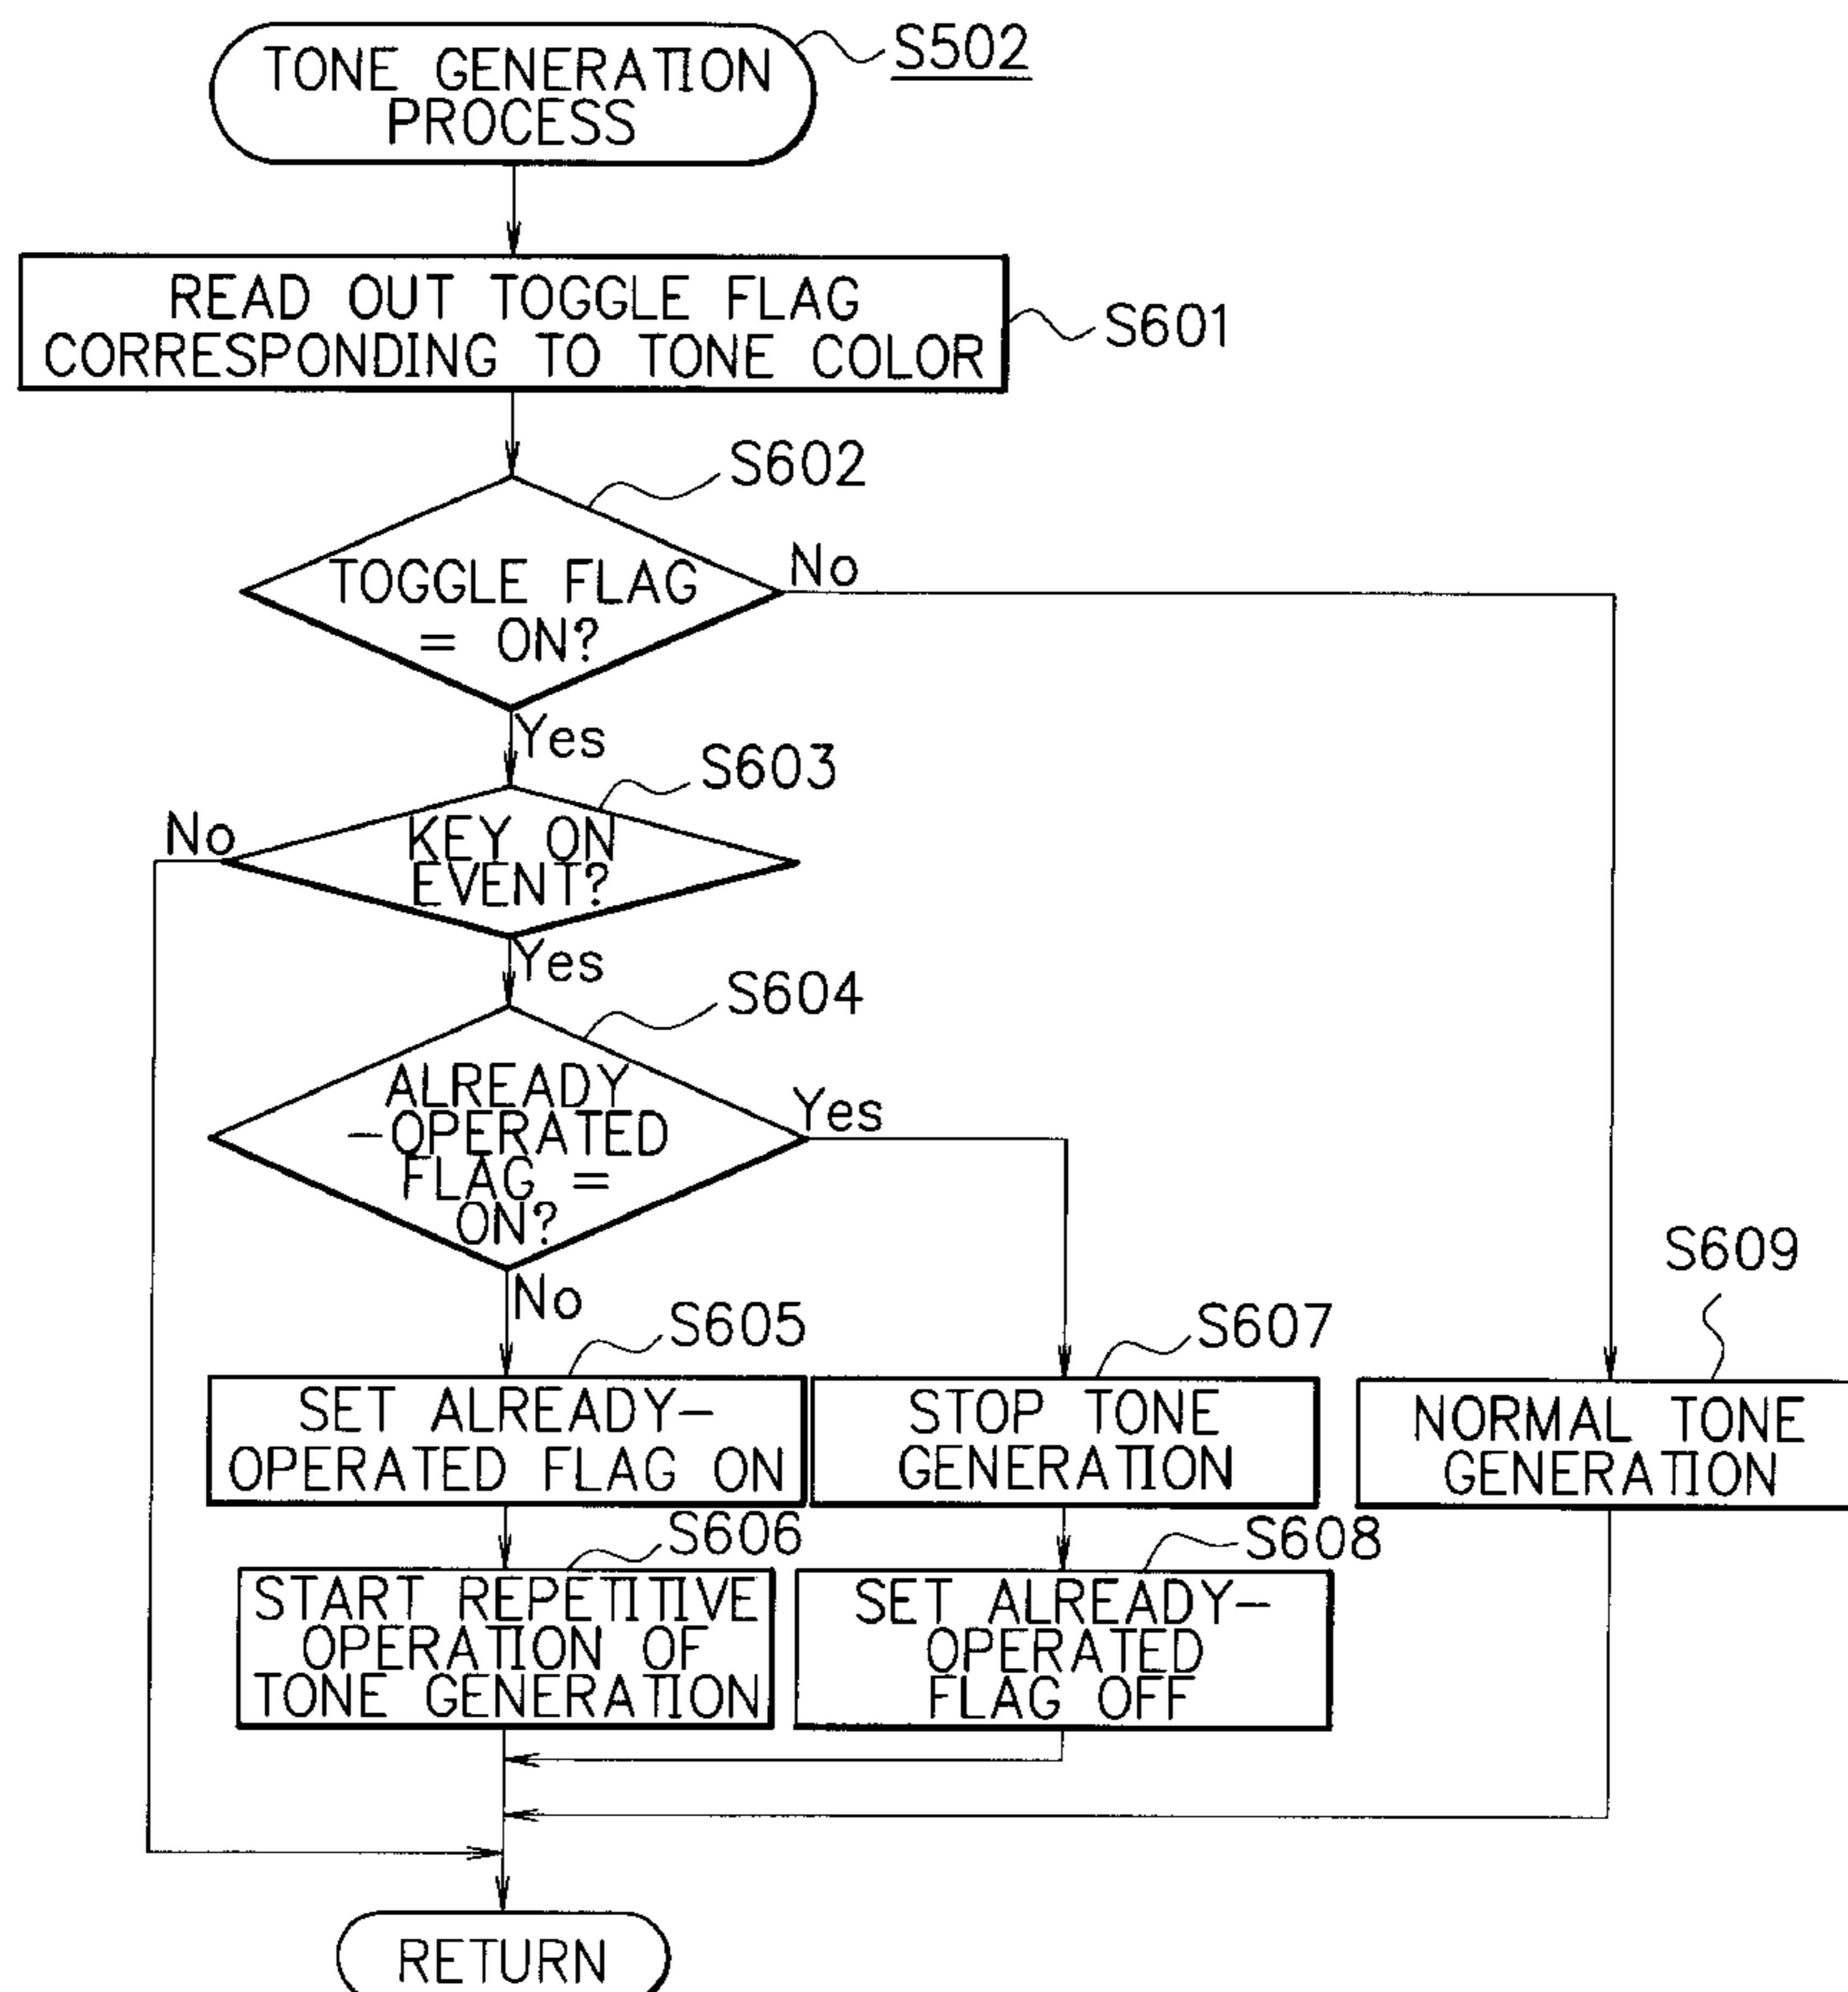 TONE GENERATION
PROCESS
S502
READ OUT TOGGLE FLAG
CORRESPONDING TO TONE COLOR
S601
S602
TOGGLE FLAG
= ON?
No
Yes
S603
No
KEY ON
EVENT?
Yes
S604
ALREADY
-OPERATED
FLAG =
ON?
Yes
No
S605
SET ALREADY-
OPERATED FLAG ON
S607
STOP TONE
GENERATION
S609
NORMAL TONE
GENERATION
S606
START REPETITIVE
OPERATION OF
TONE GENERATION
S608
SET ALREADY-
OPERATED
FLAG OFF
RETURN